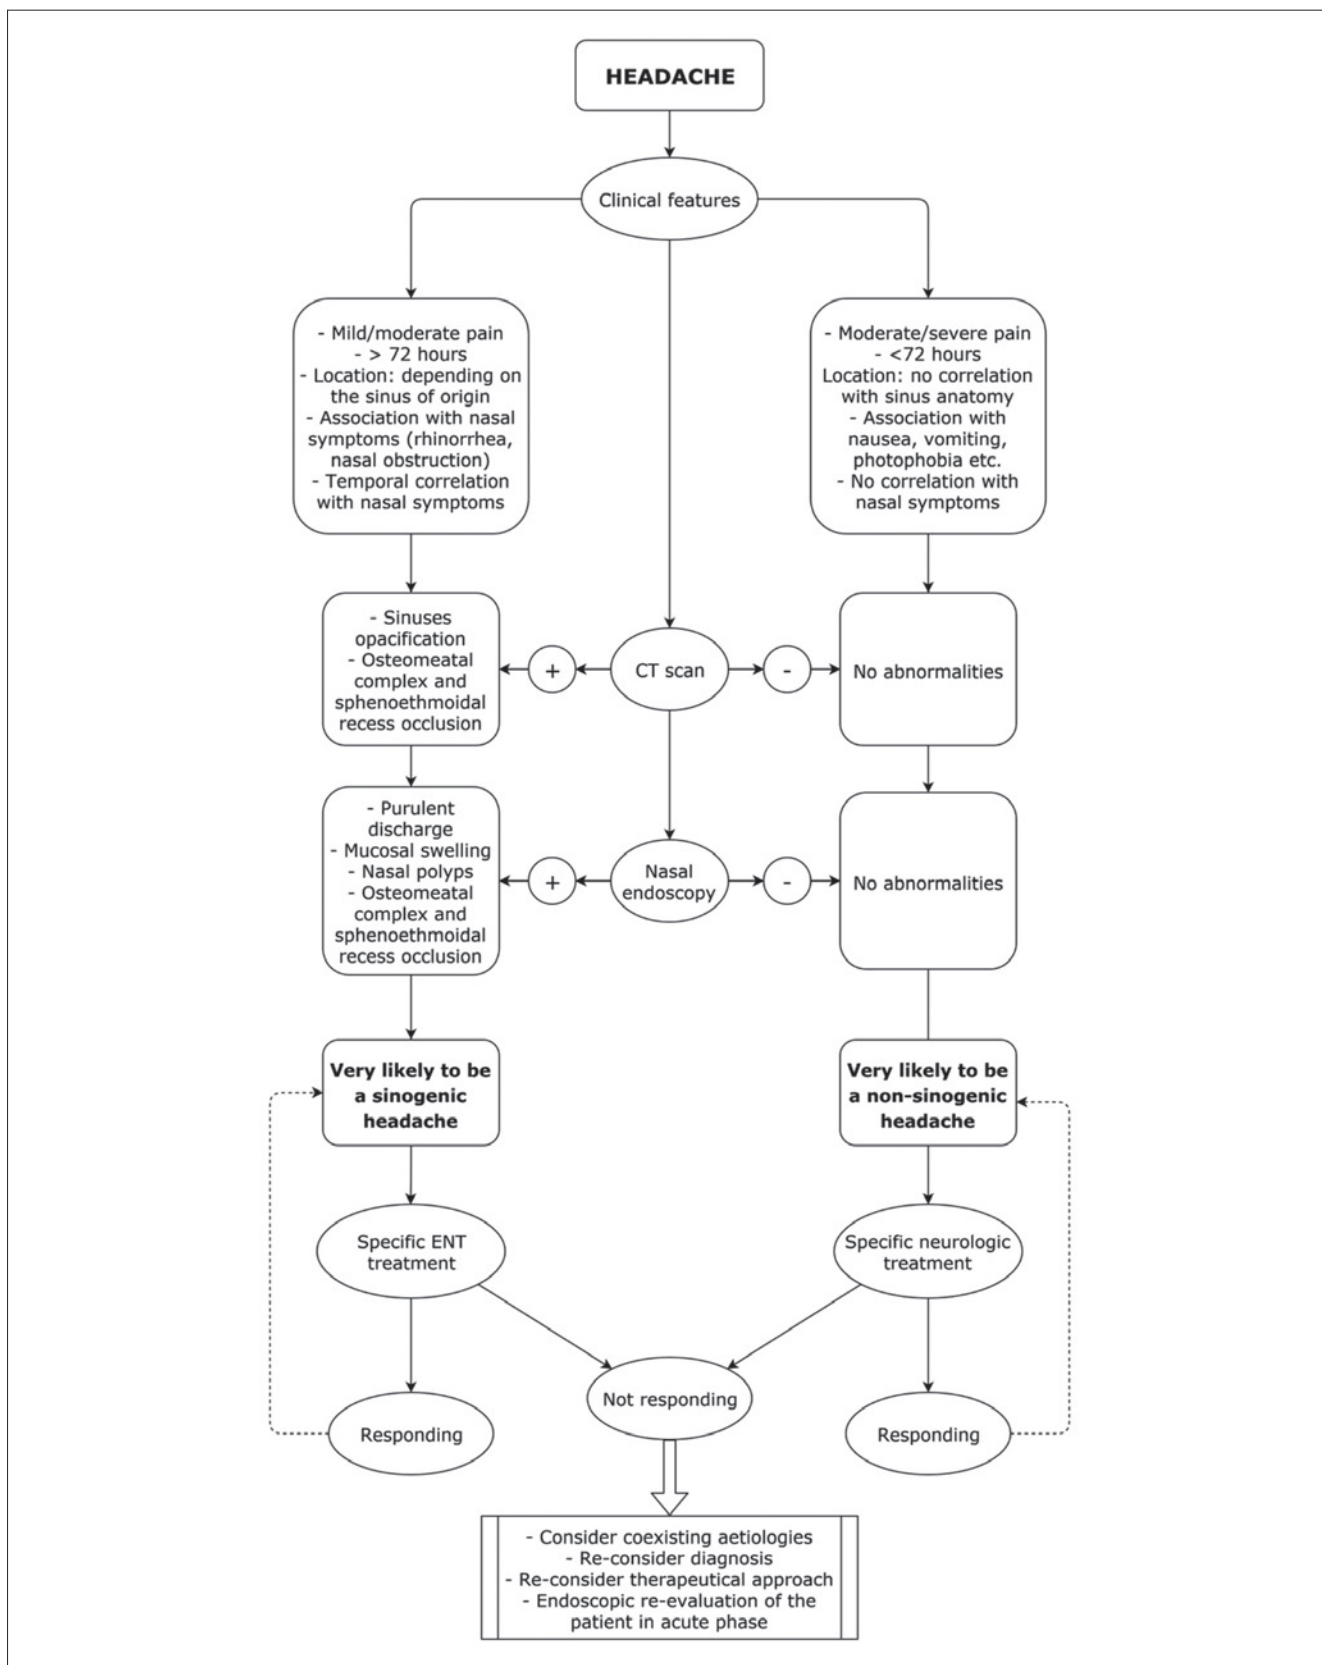 HEADACHE
Clinical features
- Mild/moderate pain
- > 72 hours
- Location: depending on
the sinus of origin
- Association with nasal
symptoms (rhinorrhea,
nasal obstruction)
- Temporal correlation
with nasal symptoms
- Moderate/severe pain
- <72 hours
Location: no correlation
with sinus anatomy
- Association with
nausea, vomiting,
photophobia etc.
- No correlation with
nasal symptoms
- Sinuses
opacification
- Osteomeatal
complex and
sphenoethmoidal
recess occlusion
+
CT scan
-
No abnormalities
- Purulent
discharge
- Mucosal swelling
- Nasal polyps
- Osteomeatal
complex and
sphenoethmoidal
recess occlusion
+
Nasal
endoscopy
-
No abnormalities
Very likely to be
a sinogenic
headache
Very likely to be
a non-sinogenic
headache
Specific ENT
treatment
Specific neurologic
treatment
Not responding
Responding
Responding
- Consider coexisting aetiologies
- Re-consider diagnosis
- Re-consider therapeutical approach
- Endoscopic re-evaluation of the
patient in acute phase